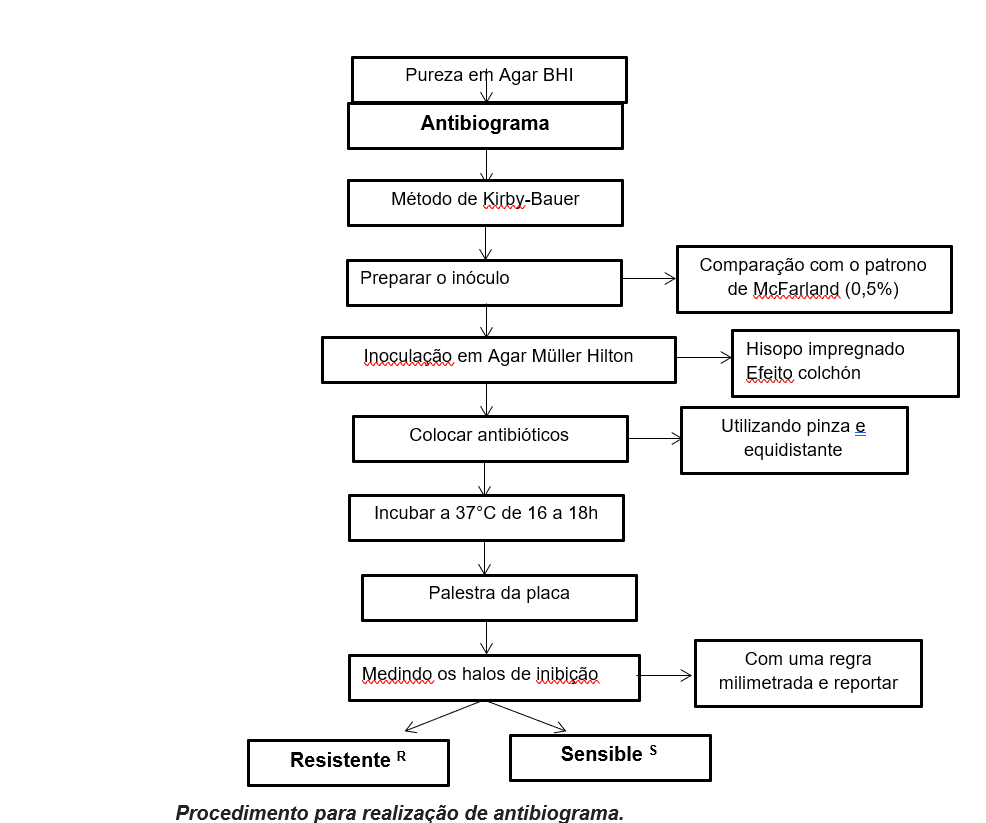 Pureza em Agar BHI
Antibiograma
Método de Kirby-Bauer
Preparar o inóculo
Comparação com o patrono
de McFarland (0,5%)
Inoculação em Agar Müller Hilton
Hisopo impregnado
Efeito colchón
Colocar antibióticos
Utilizando pinza e
equidistante
Incubar a 37°C de 16 a 18h
Palestra da placa
Medindo os halos de inibição
Com uma regra
milimetrada e reportar
Resistente R
Sensible S
Procedimento para realização de antibiograma.